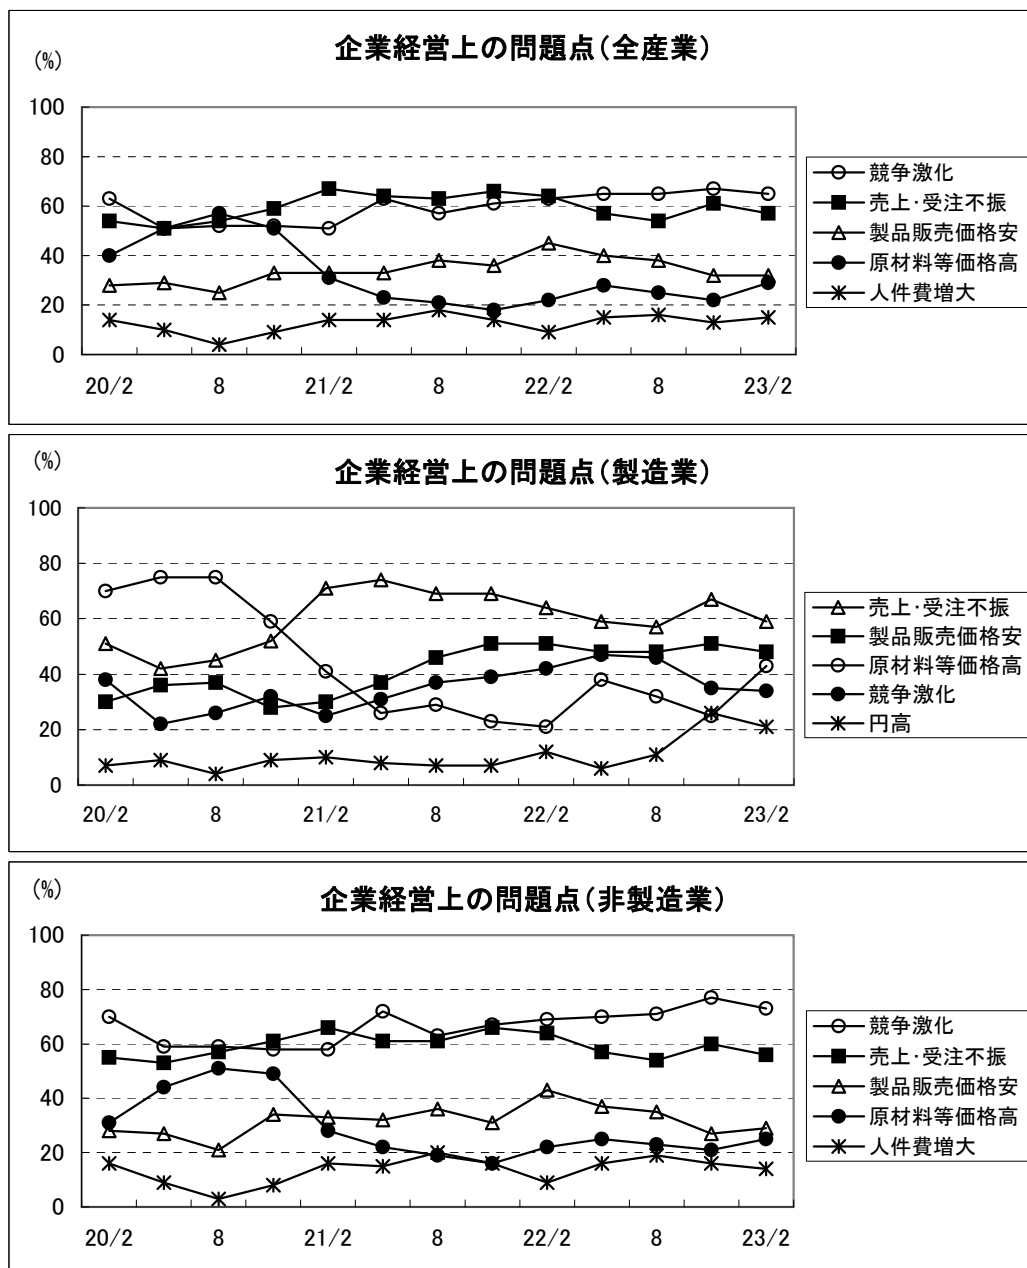 企業経営上の問題点(全産業)
(%)
100
80
60
40
20
0
20/2 8 21/2 8 22/2 8 23/2
競争激化
売上・受注不振
製品販売価格安
原材料等価格高
人件費増大
企業経営上の問題点(製造業)
(%)
100
80
60
40
20
0
20/2 8 21/2 8 22/2 8 23/2
売上・受注不振
製品販売価格安
原材料等価格高
競争激化
円高
企業経営上の問題点(非製造業)
(%)
100
80
60
40
20
0
20/2 8 21/2 8 22/2 8 23/2
競争激化
売上・受注不振
製品販売価格安
原材料等価格高
人件費増大